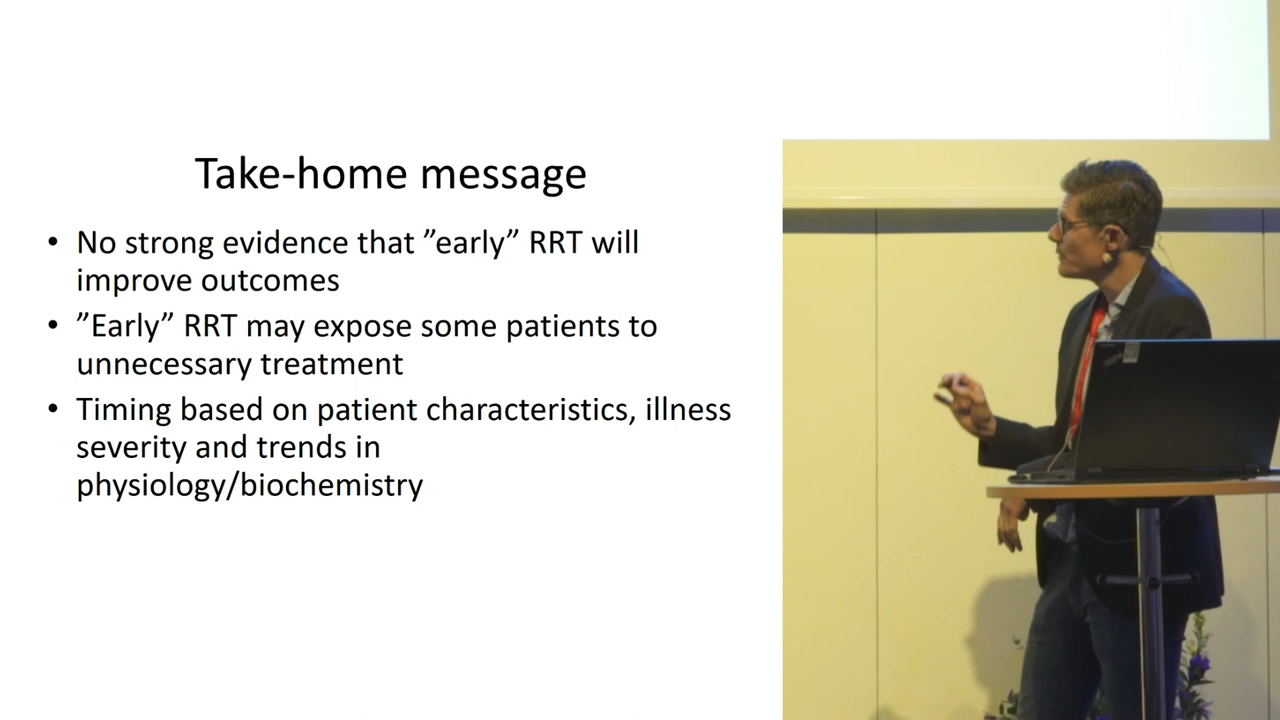 Take-home message
• No strong evidence that ”early” RRT will
improve outcomes
• ”Early” RRT may expose some patients to
unnecessary treatment
• Timing based on patient characteristics, illness
severity and trends in
physiology/biochemistry